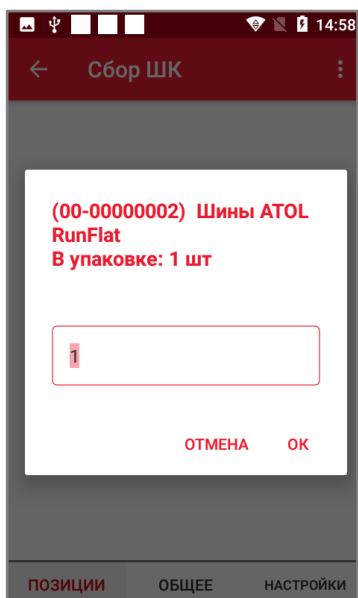 14:58
Сбор ШК
(00-00000002) Шины ATOL
RunFlat
В упаковке: 1 шт
1
ОТМЕНА ОК
ПОЗИЦИИ ОБЩЕЕ НАСТРОЙКИ